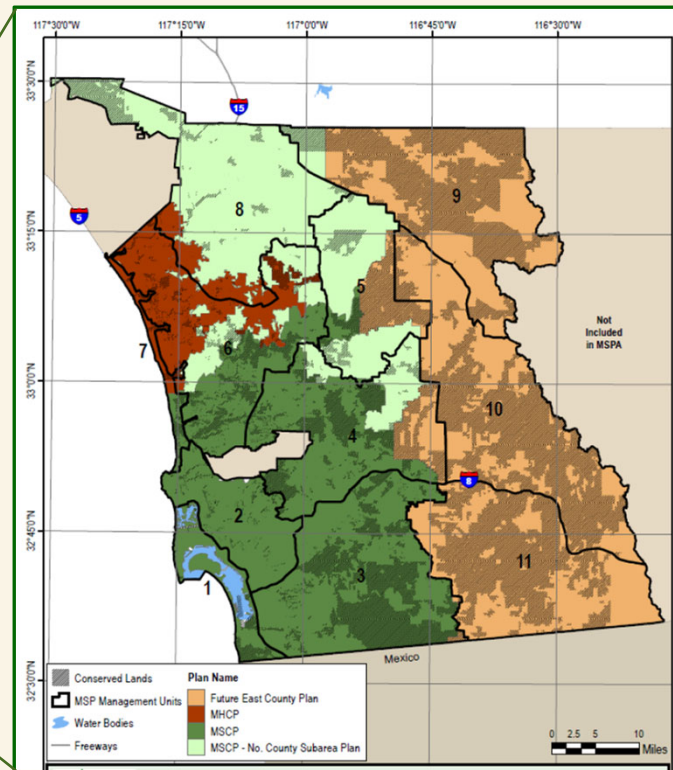 117°30'0"W 117°15'0"W 117°0'0"W 116°45'0"W 116°30'0"W
33°30'0"N
15
9
8
5
33°15'0"N
5
Not
Included
in MSPA
7
6
33°0'0"N
10
4
8
2
32°45'0"N
11
3
1
Mexico
32°30'0"N
Conserved Lands
MSP Management Units
Water Bodies
Freeways
Plan Name
Future East County Plan
MHCP
MSCP
MSCP - No. County Subarea Plan
0 2.5 5 10
Miles